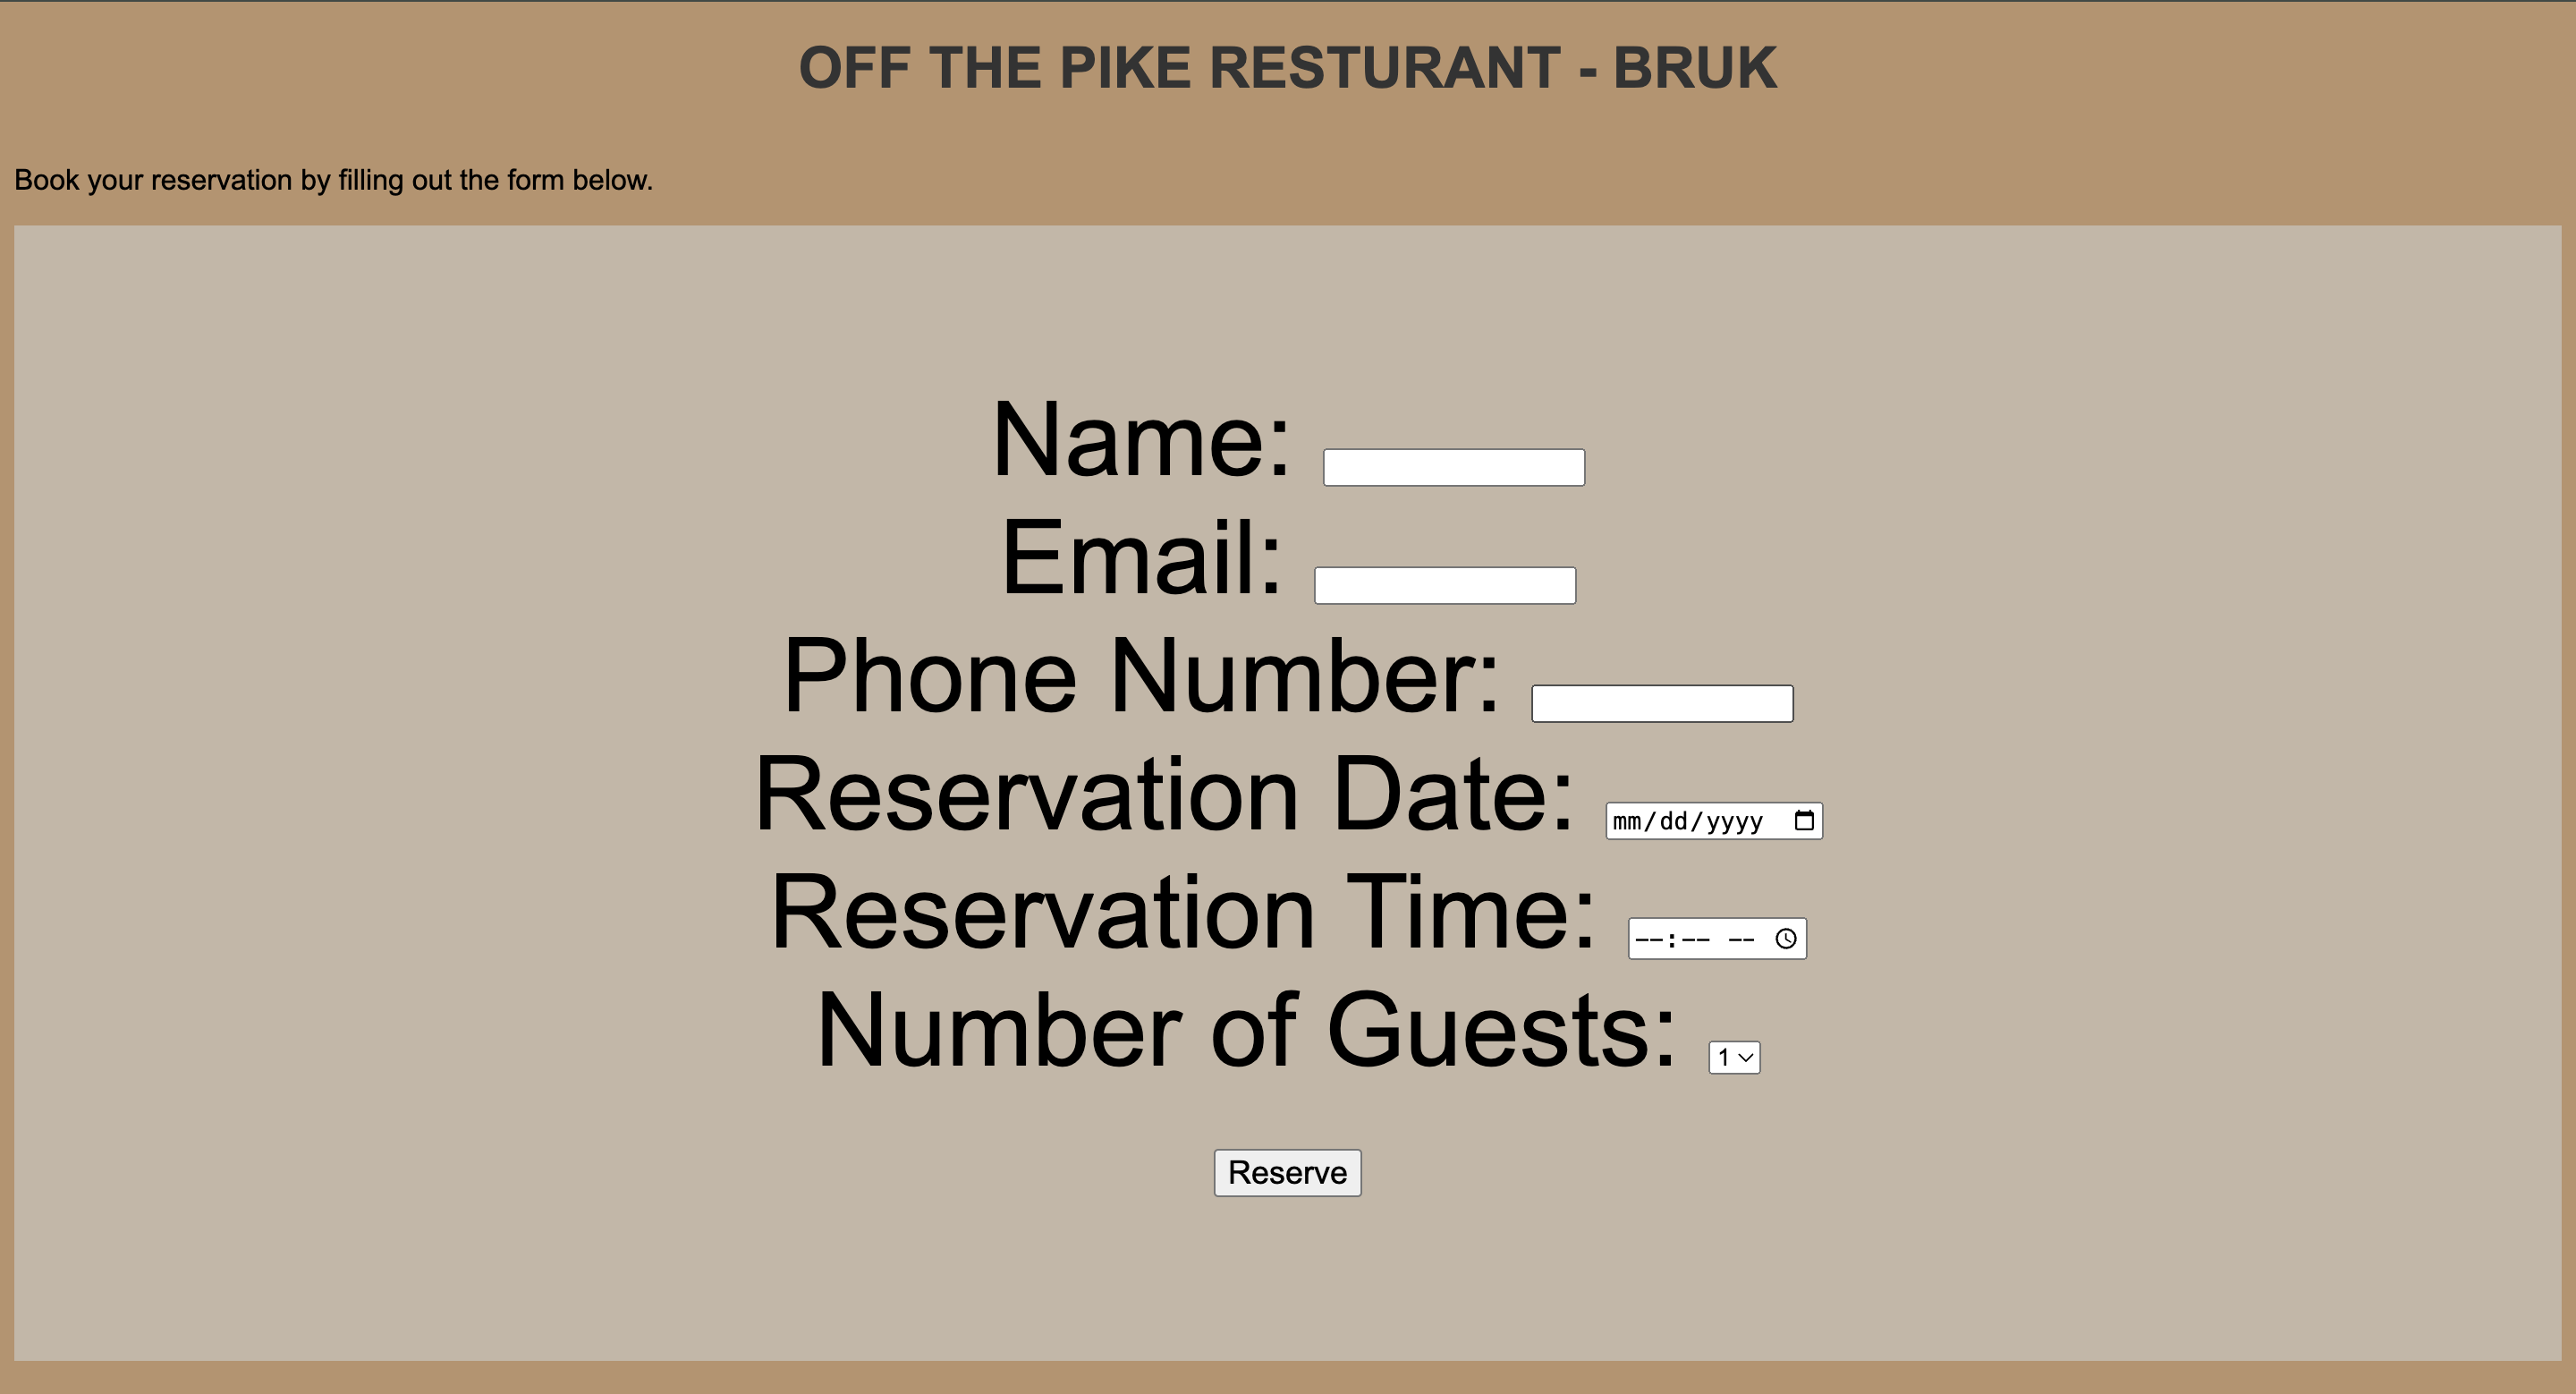 OFF THE PIKE RESTURANT - BRUK
Book your reservation by filling out the form below.
Name:
Email:
Phone Number:
Reservation Date: mm/dd/yyyy
Reservation Time: --:-- --
Number of Guests: 1
Reserve